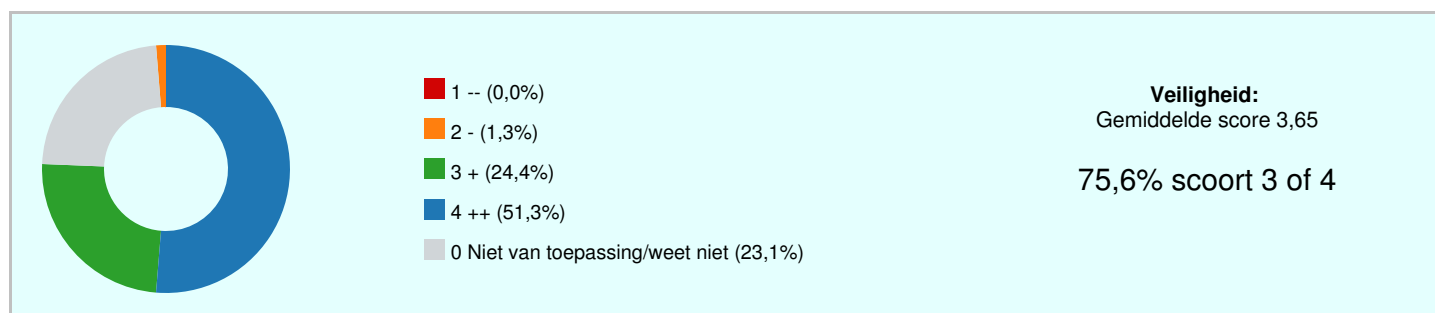 1 -- (0,0%)
2 - (1,3%)
3 + (24,4%)
4 ++ (51,3%)
0 Niet van toepassing/weet niet (23,1%)
Veiligheid:
Gemiddelde score 3,65
75,6% scoort 3 of 4